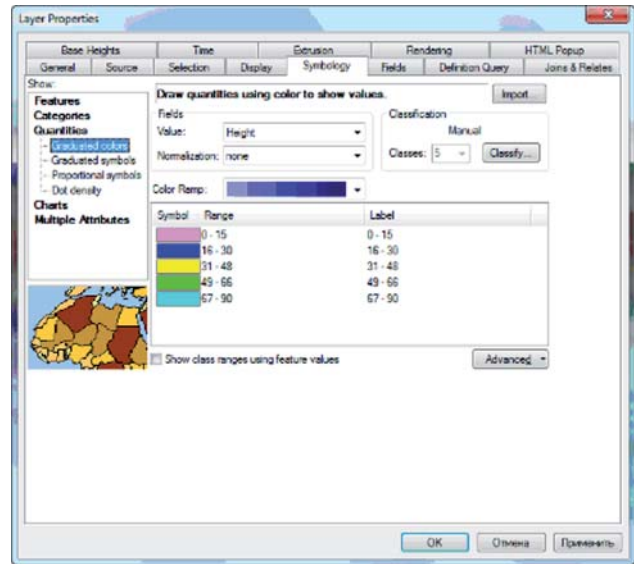 Layer Properties
Base Heights Time Extrusion Rendering HTML Popup
General Source Selection Display Symbology Fields Definition Query Joins & Relates
Show:
Features
Categories
Quantities
Graduated colors
Graduated symbols
Proportional symbols
Dot density
Charts
Multiple Attributes
Draw quantities using color to show values.
Import...
Fields
Value: Height
Normalization: none
Classification
Manual
Classes: 5 Classify...
Color Ramp:
Symbol Range Label
0 - 15 0 - 15
16 - 30 16 - 30
31 - 48 31 - 48
49 - 66 49 - 66
67 - 90 67 - 90
Show class ranges using feature values
Advanced
OK Отмена Применить